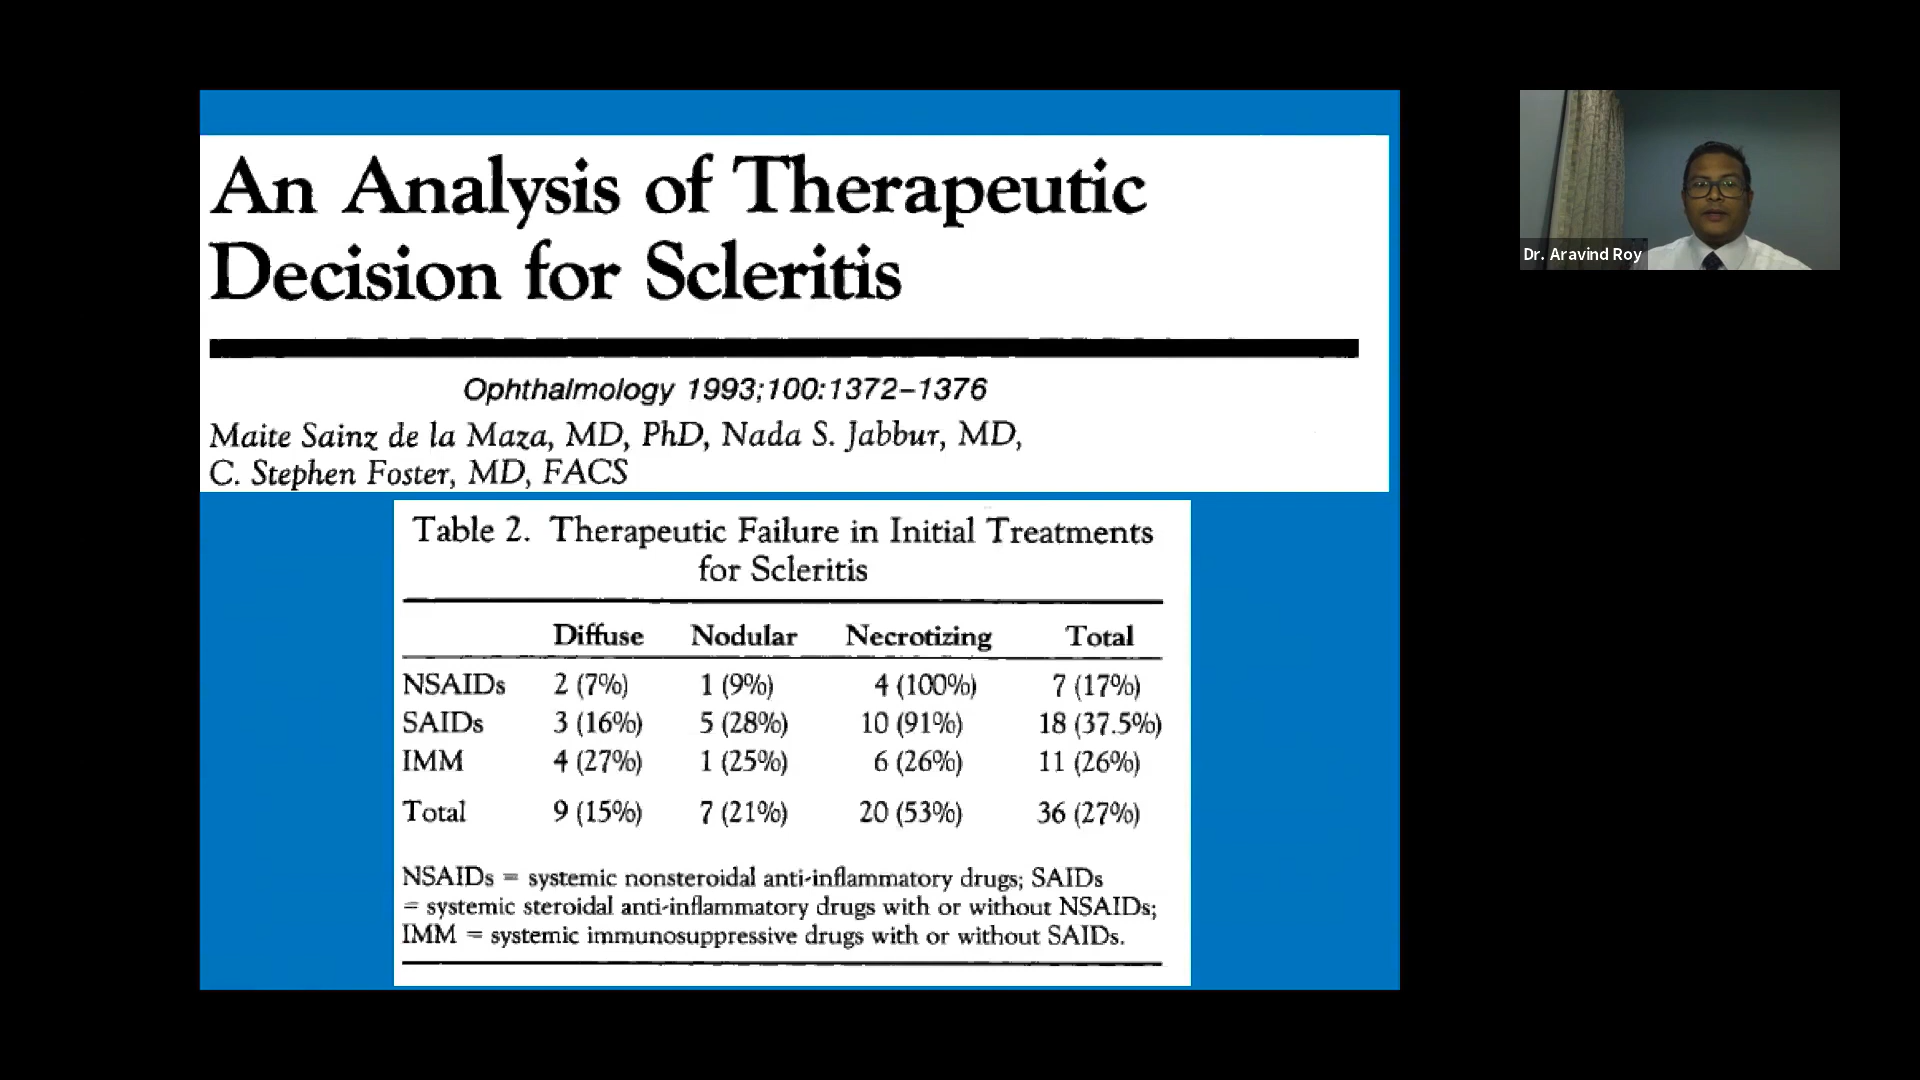 An Analysis of Therapeutic
Decision for Scleritis
Ophthalmology 1993;100:1372–1376
Maite Sainz de la Maza, MD, PhD, Nada S. Jabbur, MD,
C. Stephen Foster, MD, FACS
Table 2. Therapeutic Failure in Initial Treatments
for Scleritis
Diffuse Nodular Necrotizing Total
NSAIDs 2 (7%) 1 (9%) 4 (100%) 7 (17%)
SAIDs 3 (16%) 5 (28%) 10 (91%) 18 (37.5%)
IMM 4 (27%) 1 (25%) 6 (26%) 11 (26%)
Total 9 (15%) 7 (21%) 20 (53%) 36 (27%)
NSAIDs = systemic nonsteroidal anti-inflammatory drugs; SAIDs
= systemic steroidal anti-inflammatory drugs with or without NSAIDs;
IMM = systemic immunosuppressive drugs with or without SAIDs.
Dr. Aravind Roy